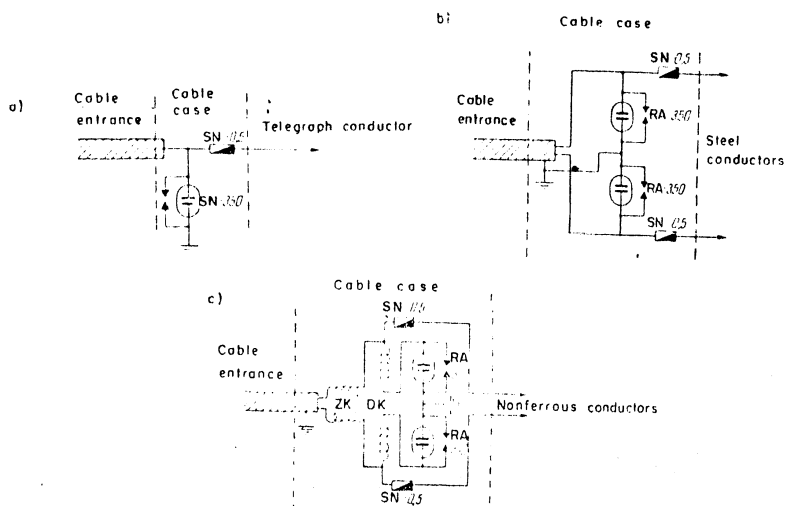 a)
Cable
entrance
Cable
case
SN 0,5
Telegraph conductor
SN 350
b)
Cable case
Cable
entrance
SN 0,5
RA 350
RA 350
SN 0,5
Steel
conductors
c)
Cable case
SN 0,5
Cable
entrance
ZK
DK
RA
RA
Nonferrous conductors
SN 0,5